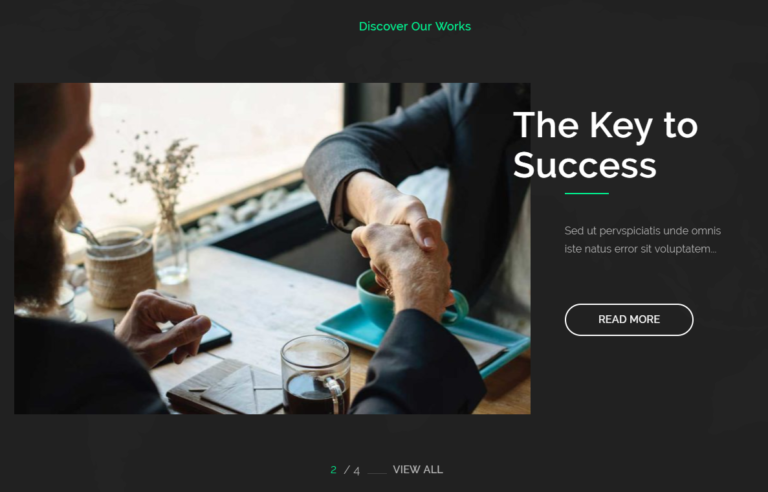 Discover Our Works
The Key to
Success
Sed ut pervspiciatis unde omnis
iste natus error sit voluptatem...
READ MORE
2 / 4 VIEW ALL